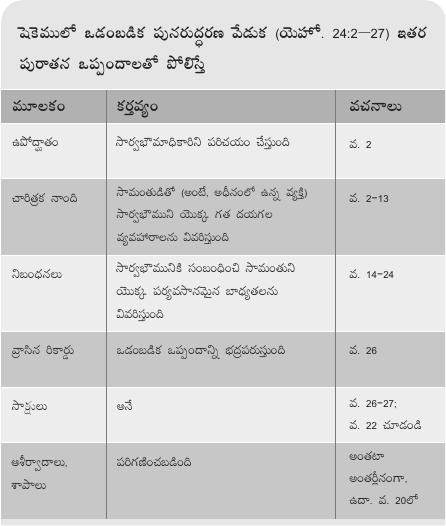 షెకెములో ఒడంబడిక పునరుద్ధరణ పేడుక (యెహో. 24:2—27) ఇతర
పురాతన ఒప్పందాలతో పోలిస్తే
మూలకం కర్తవ్యం వచనాలు
ఉపోద్ఘాతం సార్వభౌమాధికారిని పరిచయం చేస్తుంది వ. 2
చారిత్రక నాంది సామంతుడితో (అంటే, అధీనంలో ఉన్న వ్యక్తి) వ. 2–13
సార్వభౌముని యొక్క గత దయగల
వ్యవహారాలను వివరిస్తుంది
నిబంధనలు సార్వభౌమునికి సంబంధించి సామంతుని వ. 14–24
యొక్క పర్యవసానమైన బాధ్యతలను
వివరిస్తుంది
వ్రాసిన రికార్డు ఒడంబడిక ఒప్పందాన్ని భద్రపరుస్తుంది వ. 26
సాక్షులు అనే వ. 26–27;
వ. 22 చూడండి
ఆశీర్వాదాలు, పరిగణించబడింది అంతటా
శాపాలు అంతర్లీనంగా,
ఉదా. వ. 20లో